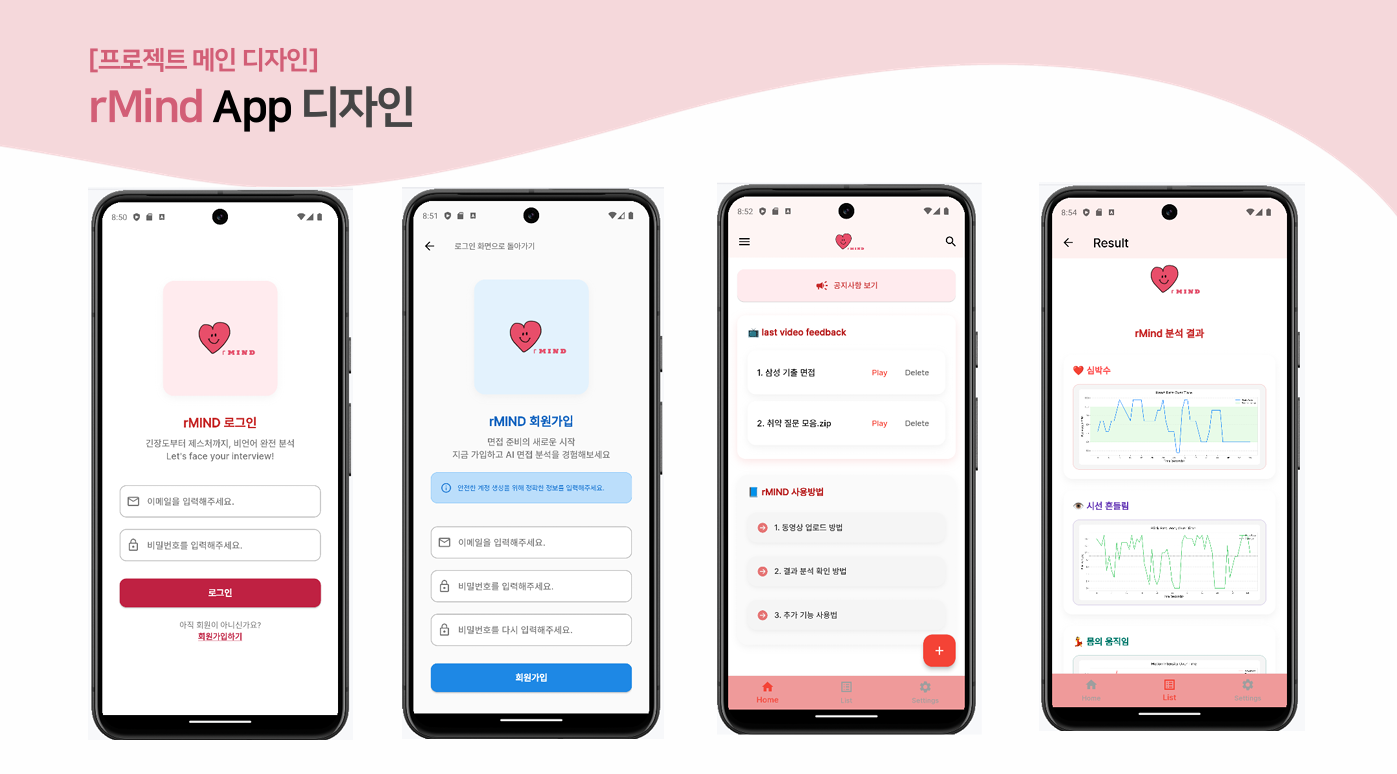 [프로젝트 메인 디자인]
rMind App 디자인
8:50
r MIND
rMIND 로그인
긴장도부터 제스처까지, 비언어 완전 분석
Let's face your interview!
이메일을 입력해주세요.
비밀번호를 입력해주세요.
로그인
아직 회원이 아니신가요?
회원가입하기
8:51
로그인 화면으로 돌아가기
r MIND
rMIND 회원가입
면접 준비의 새로운 시작
지금 가입하고 AI 면접 분석을 경험해보세요
안전한 계정 생성을 위해 정확한 정보를 입력해주세요.
이메일을 입력해주세요.
비밀번호를 입력해주세요.
비밀번호를 다시 입력해주세요.
회원가입
8:52
r MIND
공지사항 보기
last video feedback
1. 삼성 기출 면접 Play Delete
2. 취약 질문 모음.zip Play Delete
rMIND 사용방법
1. 동영상 업로드 방법
2. 결과 분석 확인 방법
3. 추가 기능 사용법
+
Home List Settings
8:54
Result
r MIND
rMind 분석 결과
심박수
Heart Rate Over Time
시선 흔들림
몸의 움직임
Home List Settings